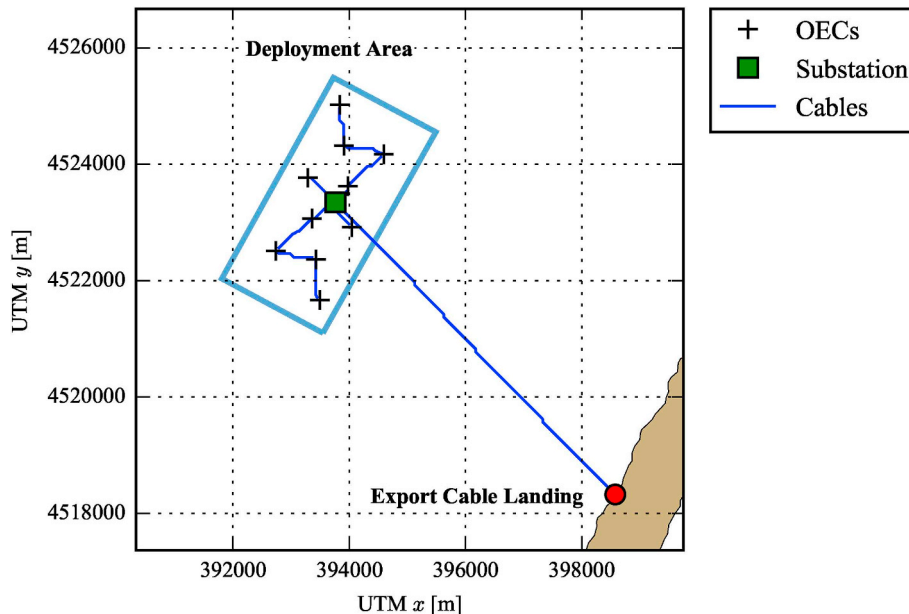 4526000
4524000
4522000
4520000
4518000
UTM y [m]
Deployment Area
Export Cable Landing
392000 394000 396000 398000
UTM x [m]
OECs
Substation
Cables